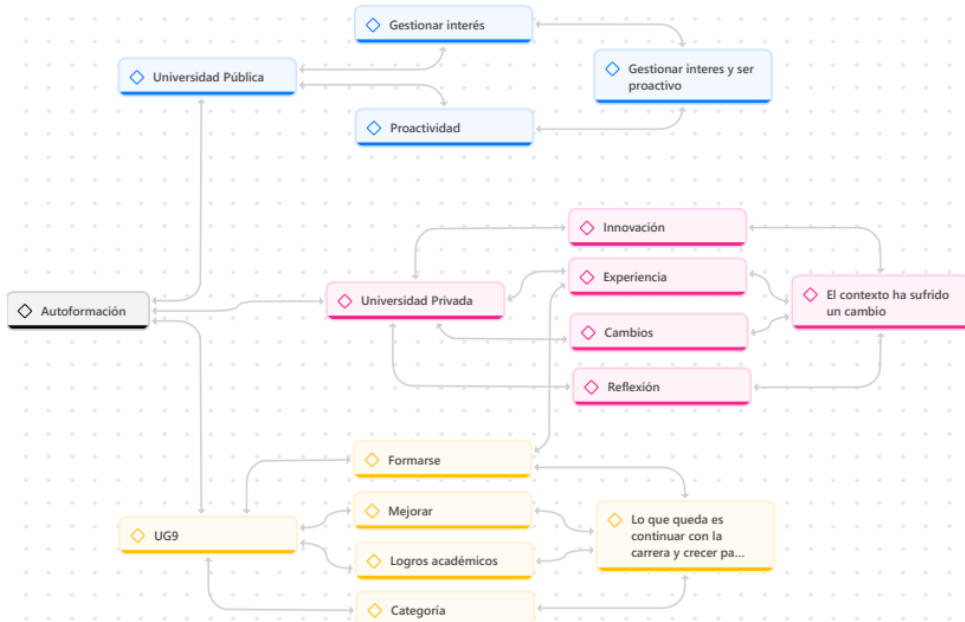 Gestionar interés
Universidad Pública
Gestionar interes y ser
proactivo
Proactividad
Innovación
Experiencia
Autoformación
Universidad Privada
El contexto ha sufrido
un cambio
Cambios
Reflexión
Formarse
Mejorar
UG9
Lo que queda es
continuar con la
carrera y crecer pa...
Logros académicos
Categoría